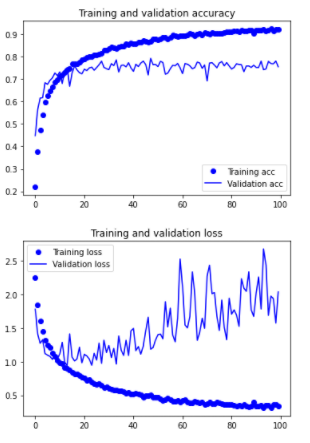 Training and validation accuracy
0.9
0.8
0.7
0.6
0.5
0.4
0.3
0.2
Training acc
Validation acc
0 20 40 60 80 100
Training and validation loss
Training loss
Validation loss
2.5
2.0
1.5
1.0
0.5
0 20 40 60 80 100